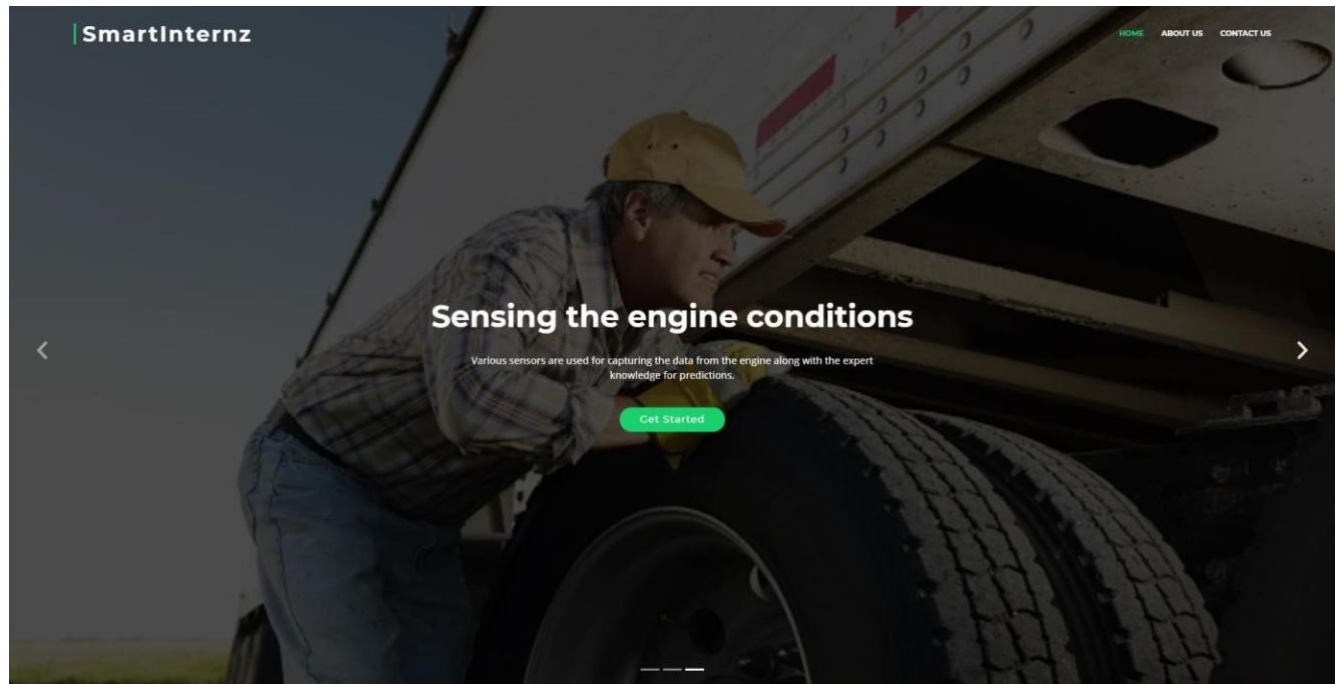 SmartInternz
HOME ABOUT US CONTACT US
Sensing the engine conditions
Various sensors are used for capturing the data from the engine along with the expert
knowledge for predictions.
Get Started